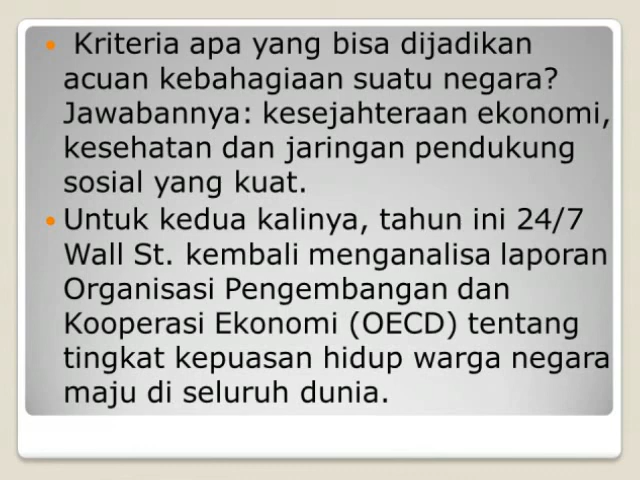 • Kriteria apa yang bisa dijadikan
acuan kebahagiaan suatu negara?
Jawabannya: kesejahteraan ekonomi,
kesehatan dan jaringan pendukung
sosial yang kuat.
• Untuk kedua kalinya, tahun ini 24/7
Wall St. kembali menganalisa laporan
Organisasi Pengembangan dan
Kooperasi Ekonomi (OECD) tentang
tingkat kepuasan hidup warga negara
maju di seluruh dunia.